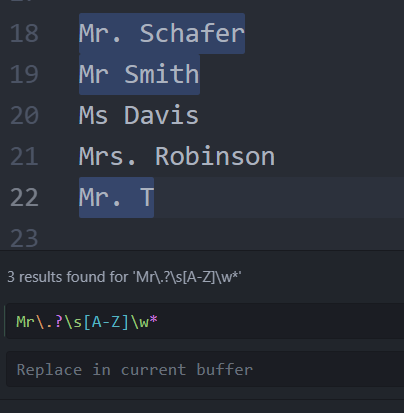 18 Mr. Schafer
19 Mr Smith
20 Ms Davis
21 Mrs. Robinson
22 Mr. T
23
3 results found for 'Mr\.?\s[A-Z]\w*'
Mr\.?\s[A-Z]\w*
Replace in current buffer